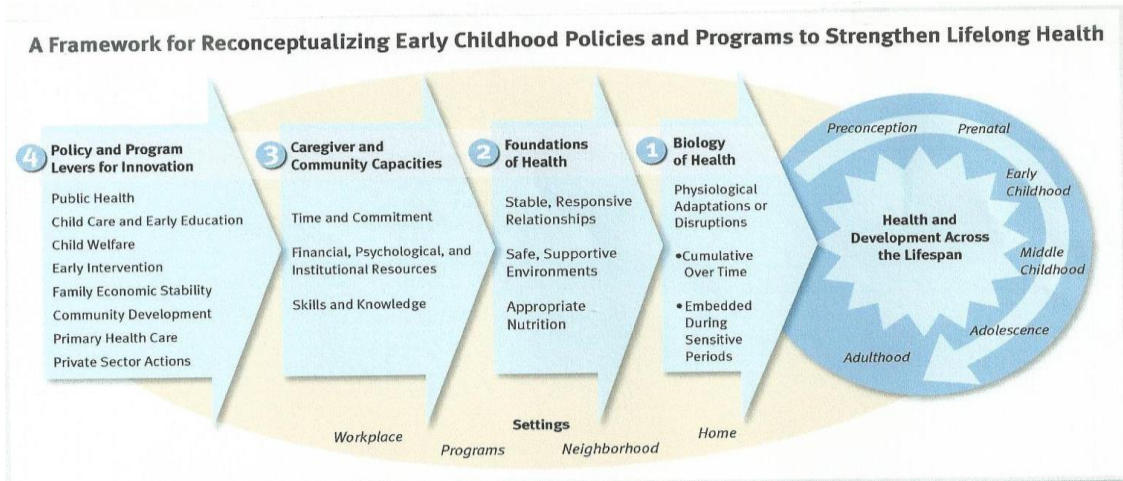 A Framework for Reconceptualizing Early Childhood Policies and Programs to Strengthen Lifelong Health
4
Policy and Program
Levers for Innovation
Public Health
Child Care and Early Education
Child Welfare
Early Intervention
Family Economic Stability
Community Development
Primary Health Care
Private Sector Actions
3
Caregiver and
Community Capacities
Time and Commitment
Financial, Psychological, and
Institutional Resources
Skills and Knowledge
2
Foundations
of Health
Stable, Responsive
Relationships
Safe, Supportive
Environments
Appropriate
Nutrition
1
Biology
of Health
Physiological
Adaptations or
Disruptions
•Cumulative
Over Time
•Embedded
During
Sensitive
Periods
Health and
Development Across
the Lifespan
Preconception
Prenatal
Early
Childhood
Middle
Childhood
Adolescence
Adulthood
Settings
Workplace
Programs
Neighborhood
Home